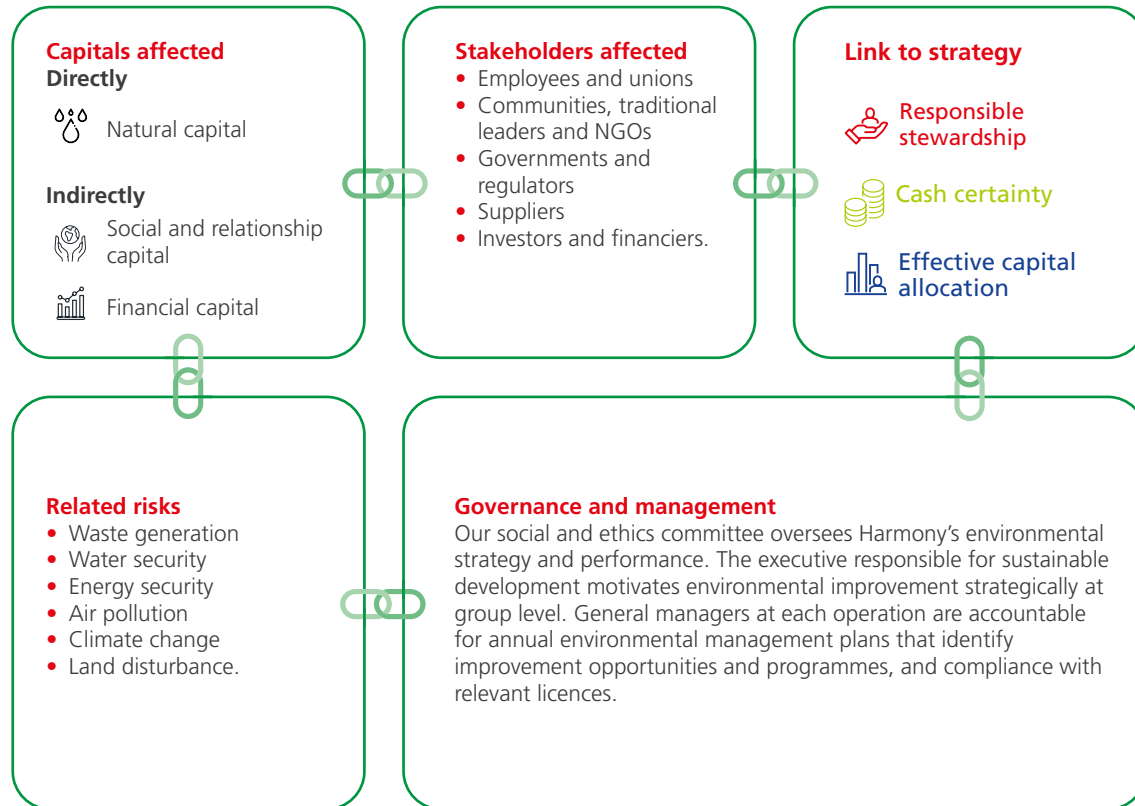 Capitals affected
Directly
Natural capital
Indirectly
Social and relationship
capital
Financial capital
Stakeholders affected
• Employees and unions
• Communities, traditional
leaders and NGOs
• Governments and
regulators
• Suppliers
• Investors and financiers.
Link to strategy
Responsible
stewardship
Cash certainty
Effective capital
allocation
Related risks
• Waste generation
• Water security
• Energy security
• Air pollution
• Climate change
• Land disturbance.
Governance and management
Our social and ethics committee oversees Harmony’s environmental
strategy and performance. The executive responsible for sustainable
development motivates environmental improvement strategically at
group level. General managers at each operation are accountable
for annual environmental management plans that identify
improvement opportunities and programmes, and compliance with
relevant licences.